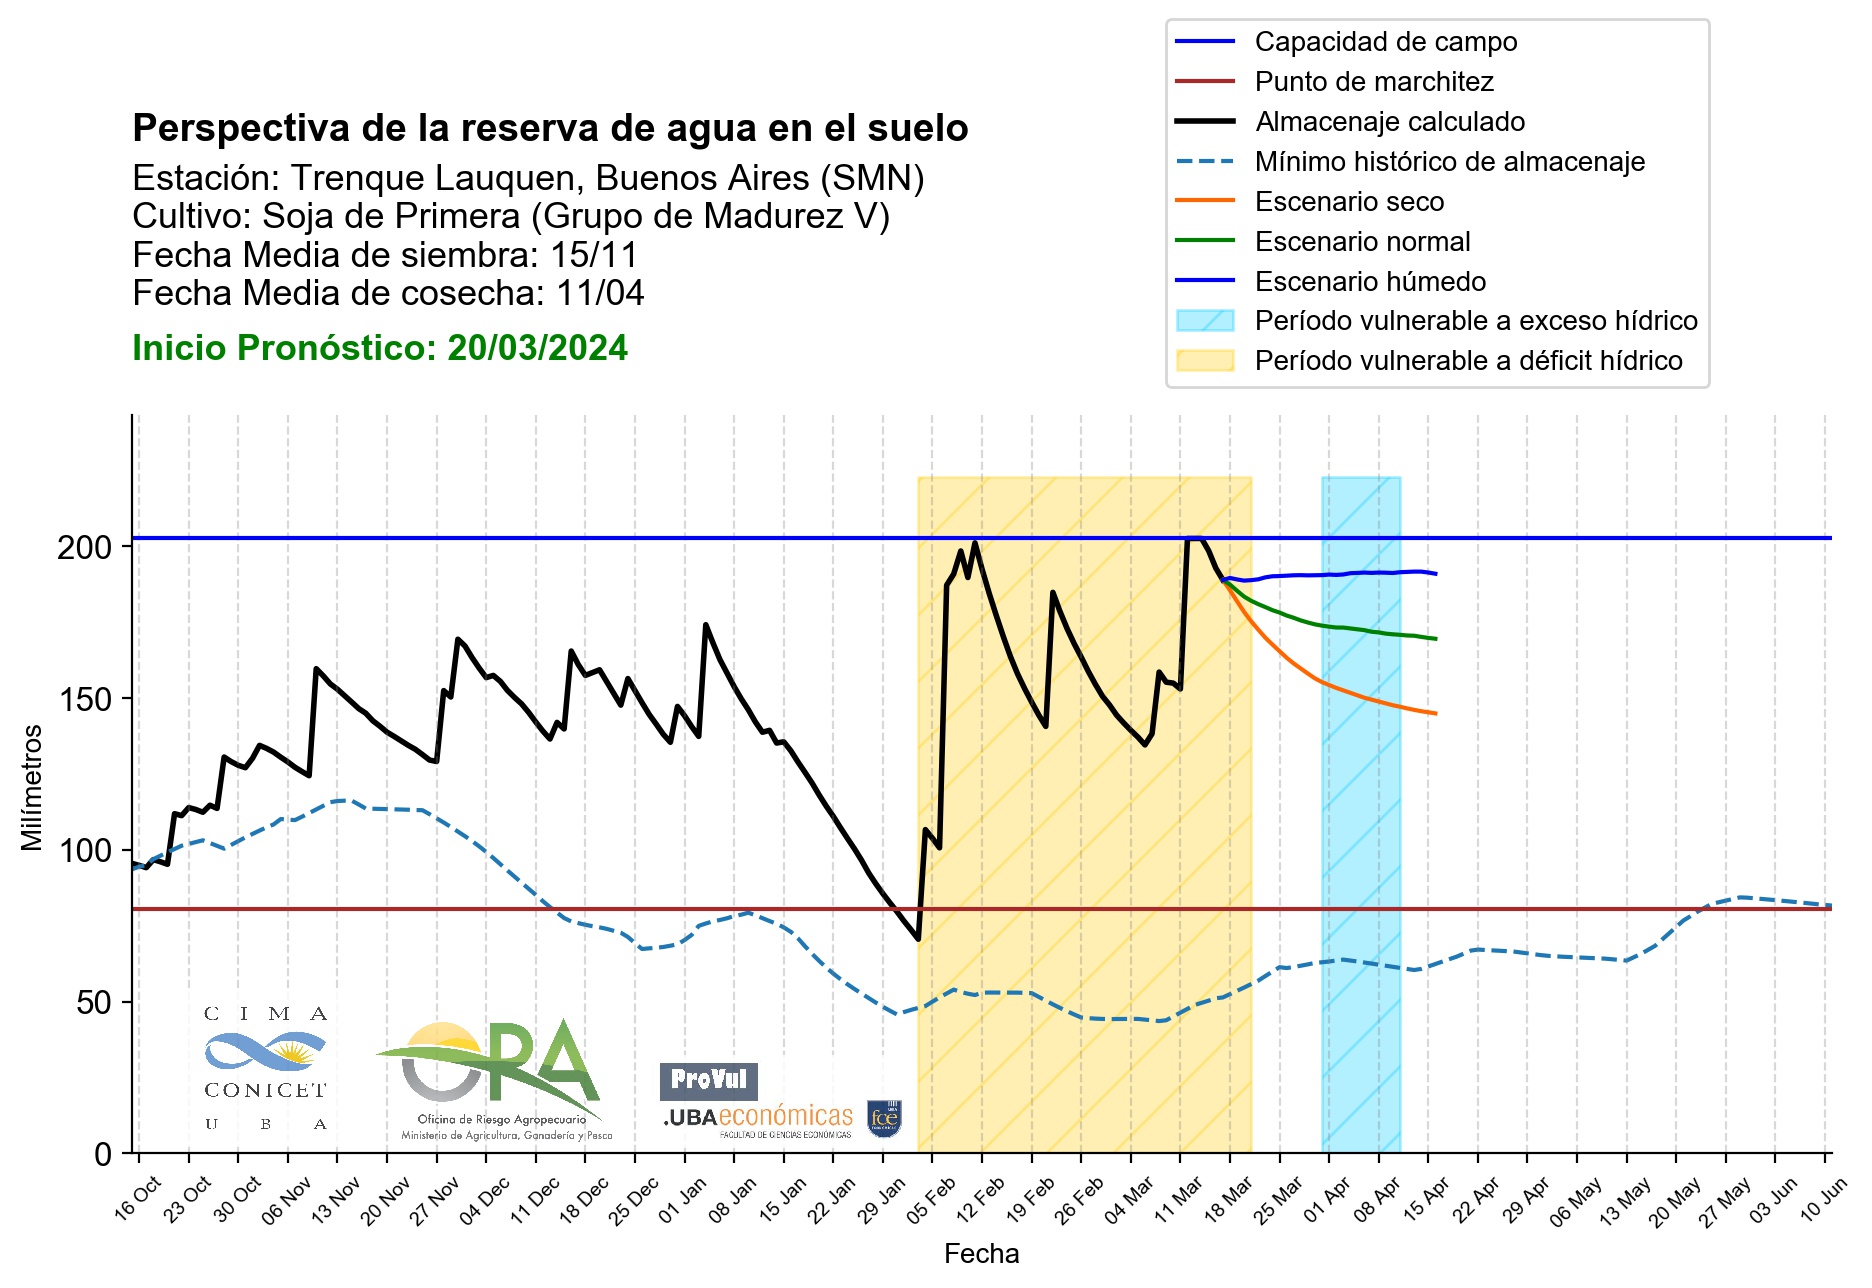 Capacidad de campo
Punto de marchitez
Almacenaje calculado
Mínimo histórico de almacenaje
Escenario seco
Escenario normal
Escenario húmedo
Período vulnerable a exceso hídrico
Período vulnerable a déficit hídrico
Perspectiva de la reserva de agua en el suelo
Estación: Trenque Lauquen, Buenos Aires (SMN)
Cultivo: Soja de Primera (Grupo de Madurez V)
Fecha Media de siembra: 15/11
Fecha Media de cosecha: 11/04
Inicio Pronóstico: 20/03/2024
Milímetros
200
150
100
50
0
CIMA
CONICET
UBA
ORA
Oficina de Riesgo Agropecuario
Ministerio de Agricultura, Ganadería y Pesca
ProVul
.UBAeconómicas
FACULTAD DE CIENCIAS ECONÓMICAS
fce
16 Oct
23 Oct
30 Oct
06 Nov
13 Nov
20 Nov
27 Nov
04 Dec
11 Dec
18 Dec
25 Dec
01 Jan
08 Jan
15 Jan
22 Jan
29 Jan
05 Feb
12 Feb
19 Feb
26 Feb
04 Mar
11 Mar
18 Mar
25 Mar
01 Apr
08 Apr
15 Apr
22 Apr
29 Apr
06 May
13 May
20 May
27 May
03 Jun
10 Jun
Fecha